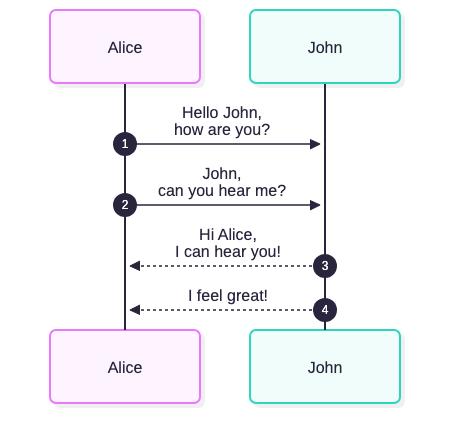 Alice
John
Hello John,
how are you?
1
John,
can you hear me?
2
Hi Alice,
I can hear you!
3
I feel great!
4
Alice
John